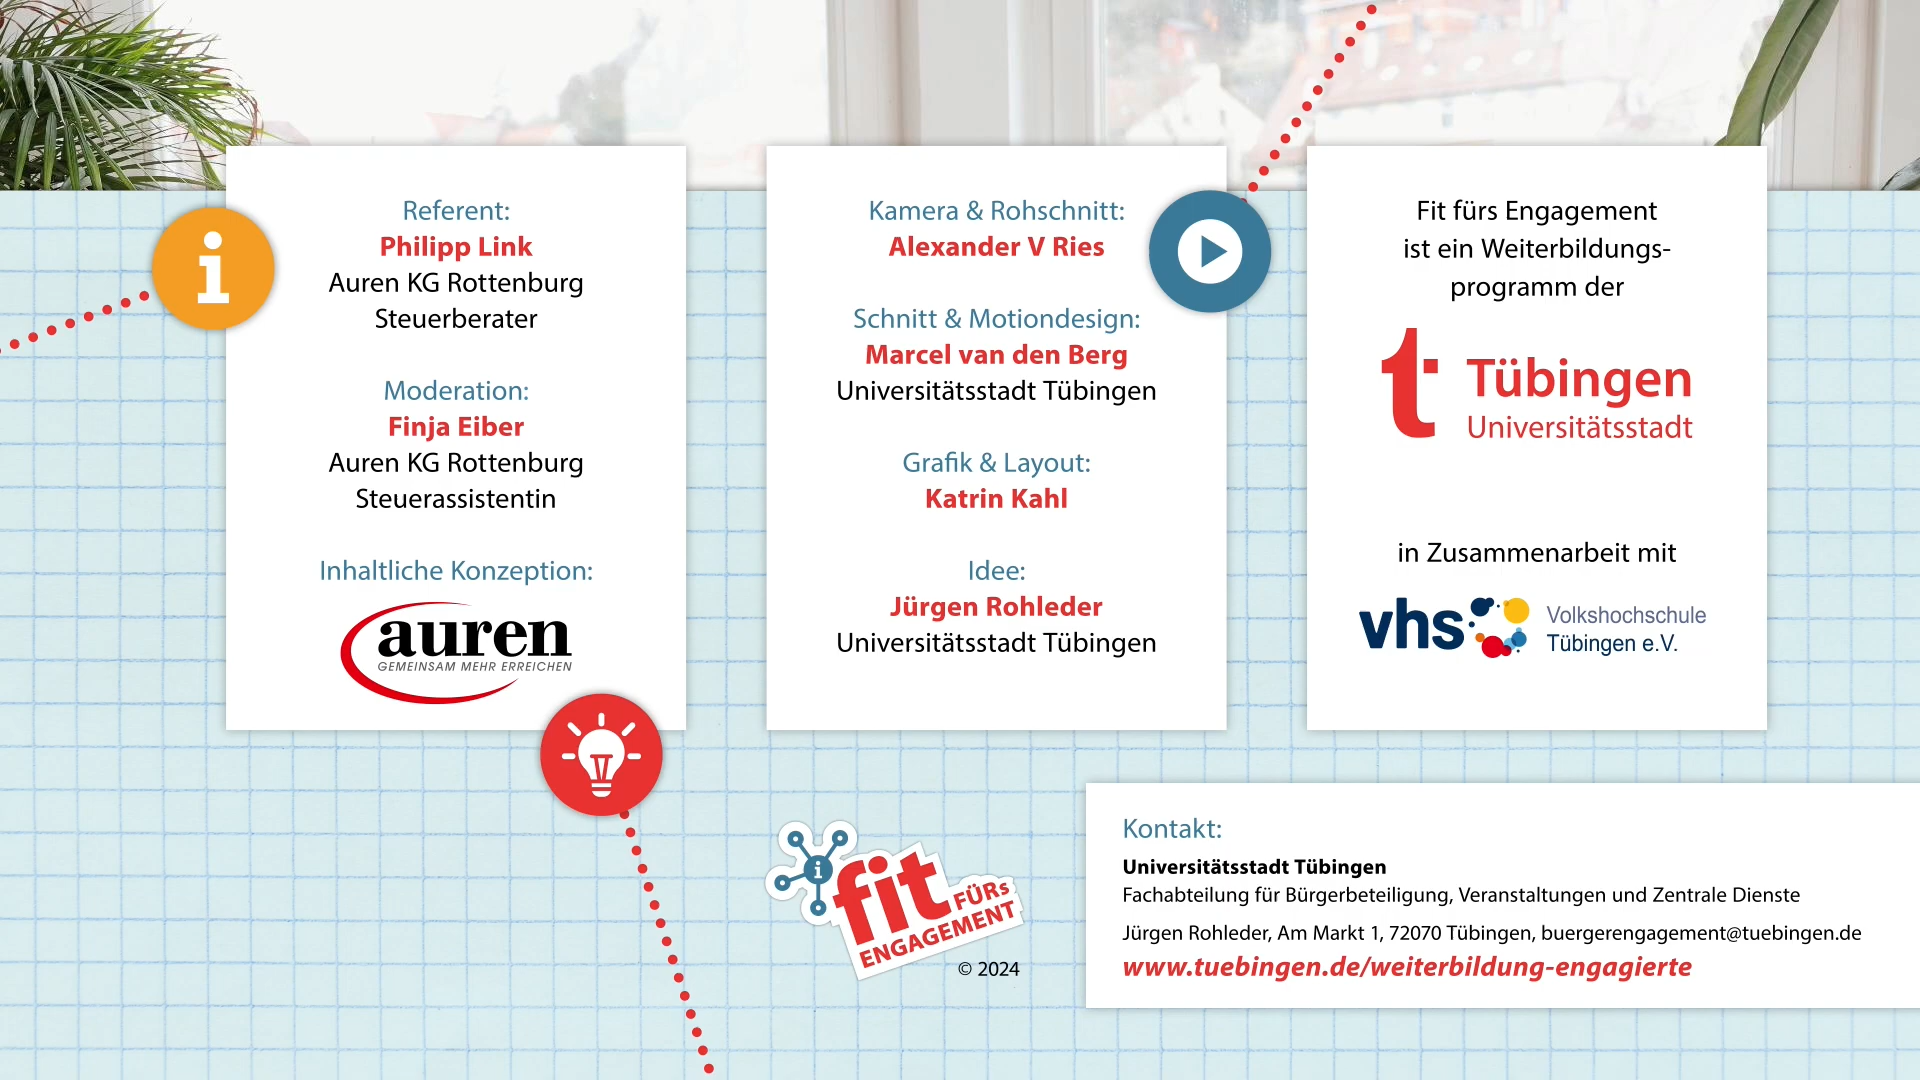 Referent:
Philipp Link
Auren KG Rottenburg
Steuerberater
Moderation:
Finja Eiber
Auren KG Rottenburg
Steuerassistentin
Inhaltliche Konzeption:
auren
GEMEINSAM MEHR ERREICHEN
Kamera & Rohschnitt:
Alexander V Ries
Schnitt & Motiondesign:
Marcel van den Berg
Universitätsstadt Tübingen
Grafik & Layout:
Katrin Kahl
Idee:
Jürgen Rohleder
Universitätsstadt Tübingen
Fit fürs Engagement
ist ein Weiterbildungs-
programm der
t Tübingen
Universitätsstadt
in Zusammenarbeit mit
vhs Volkshochschule
Tübingen e.V.
fit FÜRs
ENGAGEMENT
© 2024
Kontakt:
Universitätsstadt Tübingen
Fachabteilung für Bürgerbeteiligung, Veranstaltungen und Zentrale Dienste
Jürgen Rohleder, Am Markt 1, 72070 Tübingen, buergerengagement@tuebingen.de
www.tuebingen.de/weiterbildung-engagierte